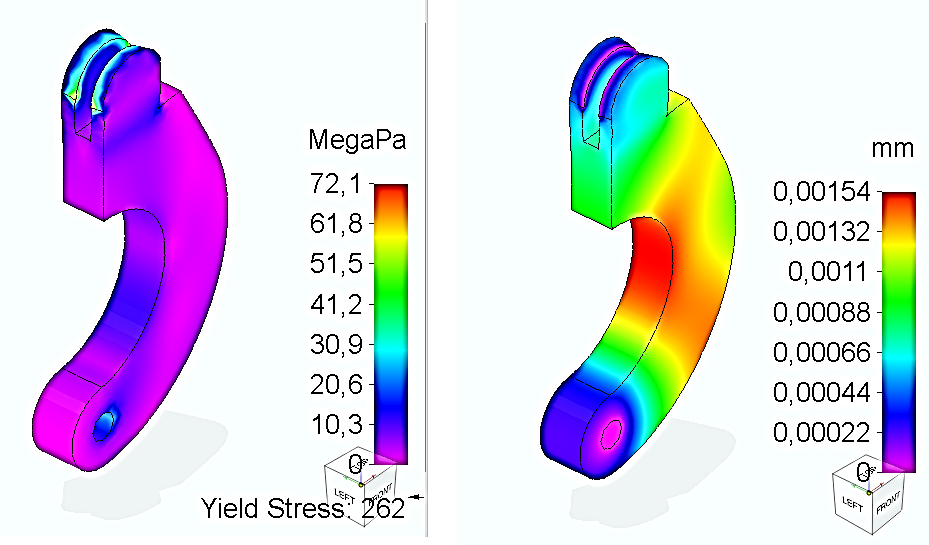 MegaPa
72,1
61,8
51,5
41,2
30,9
20,6
10,3
0
LEFT
FRONT
Yield Stress: 262
mm
0,00154
0,00132
0,0011
0,00088
0,00066
0,00044
0,00022
0
LEFT
FRONT